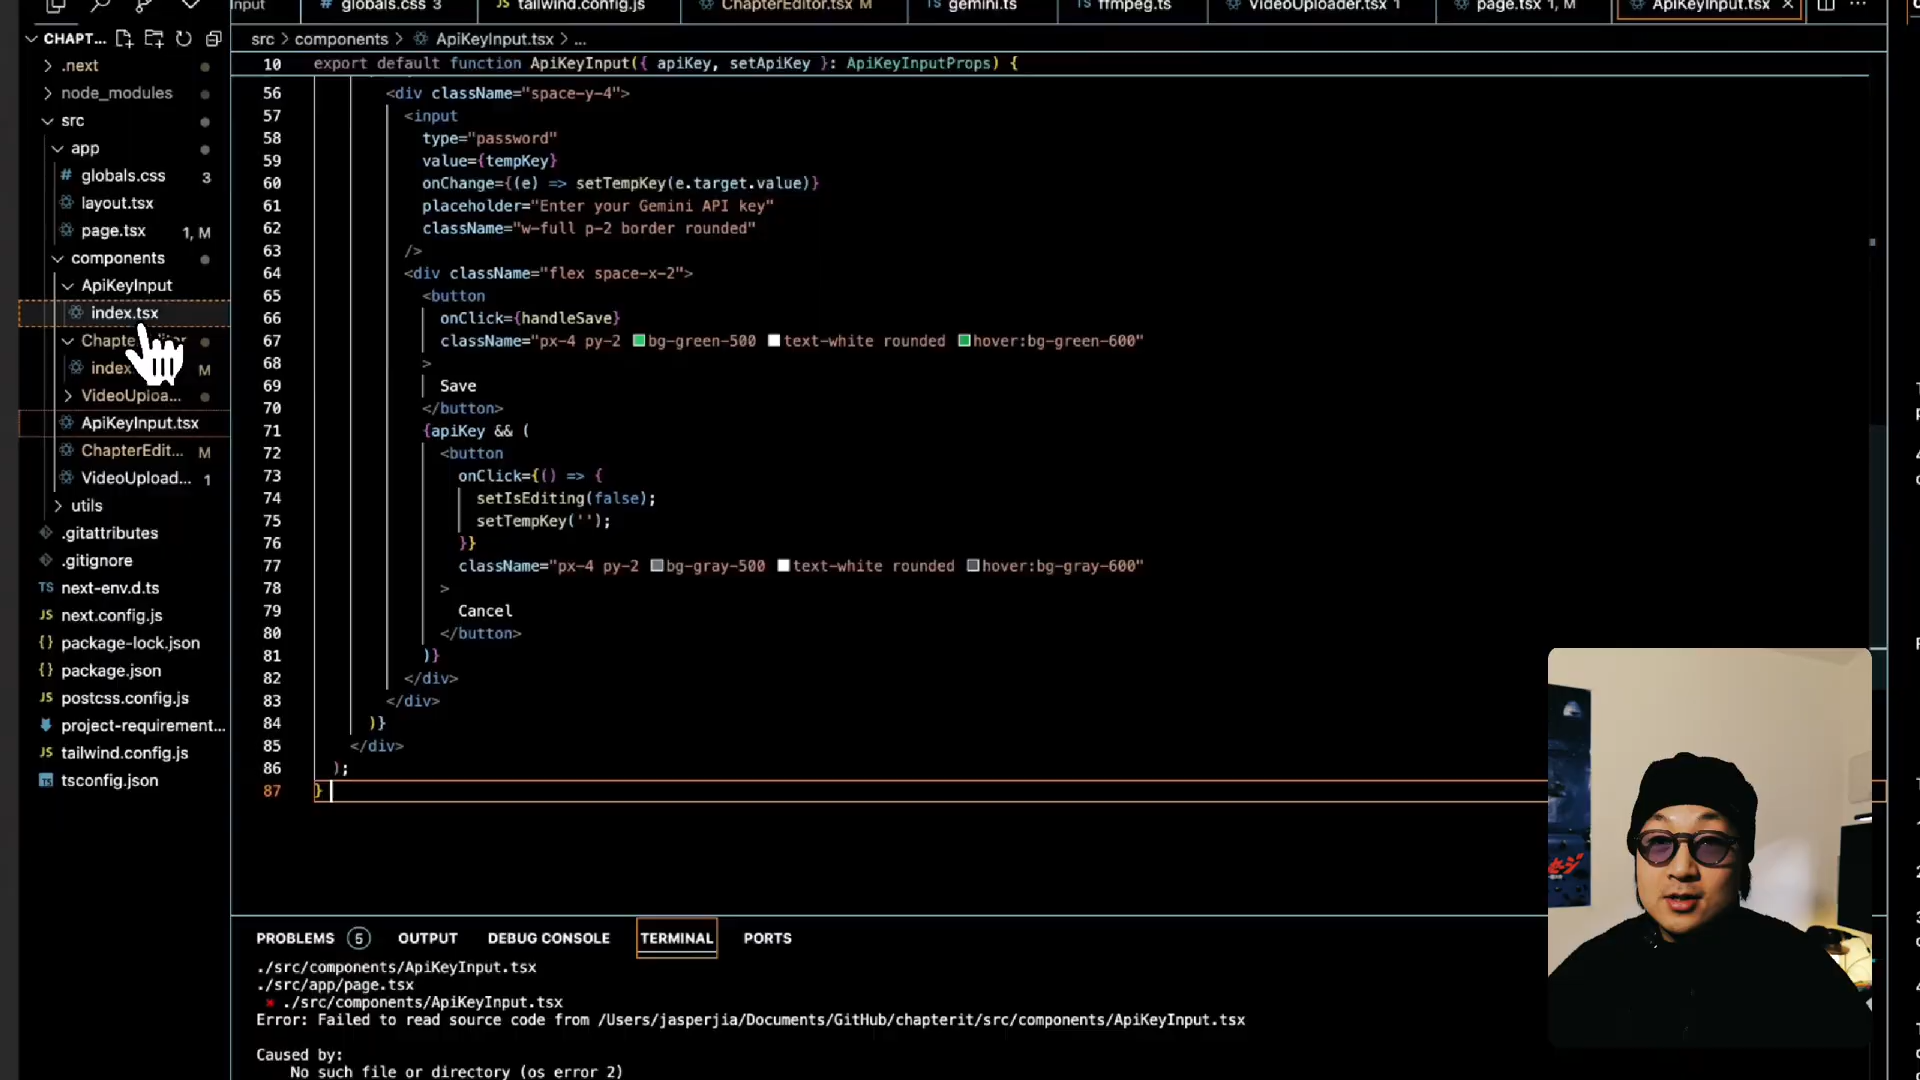 nput
globals.css 3
tailwind.config.js
ChapterEditor.tsx M
TS gemini.ts
TS ffmpeg.ts
VideoUploader.tsx 1
page.tsx 1, M
ApiKeyInput.tsx
CHAPT...
src > components > ApiKeyInput.tsx > ...
.next
node_modules
src
app
# globals.css 3
layout.tsx
page.tsx 1, M
components
ApiKeyInput
index.tsx
Chapte
index. M
VideoUploa...
ApiKeyInput.tsx
ChapterEdit... M
VideoUpload... 1
utils
.gitattributes
.gitignore
TS next-env.d.ts
JS next.config.js
{} package-lock.json
{} package.json
JS postcss.config.js
project-requirement...
JS tailwind.config.js
tsconfig.json
10 export default function ApiKeyInput({ apiKey, setApiKey }: ApiKeyInputProps) {
56 <div className="space-y-4">
57 <input
58 type="password"
59 value={tempKey}
60 onChange={(e) => setTempKey(e.target.value)}
61 placeholder="Enter your Gemini API key"
62 className="w-full p-2 border rounded"
63 />
64 <div className="flex space-x-2">
65 <button
66 onClick={handleSave}
67 className="px-4 py-2 bg-green-500 text-white rounded hover:bg-green-600"
68 >
69 Save
70 </button>
71 {apiKey && (
72 <button
73 onClick={() => {
74 setIsEditing(false);
75 setTempKey('');
76 }}
77 className="px-4 py-2 bg-gray-500 text-white rounded hover:bg-gray-600"
78 >
79 Cancel
80 </button>
81 )}
82 </div>
83 </div>
84 )}
85 </div>
86 );
87 }
PROBLEMS 5 OUTPUT DEBUG CONSOLE TERMINAL PORTS
./src/components/ApiKeyInput.tsx
./src/app/page.tsx
× ./src/components/ApiKeyInput.tsx
Error: Failed to read source code from /Users/jasperjia/Documents/GitHub/chapterit/src/components/ApiKeyInput.tsx
Caused by:
No such file or directory (os error 2)